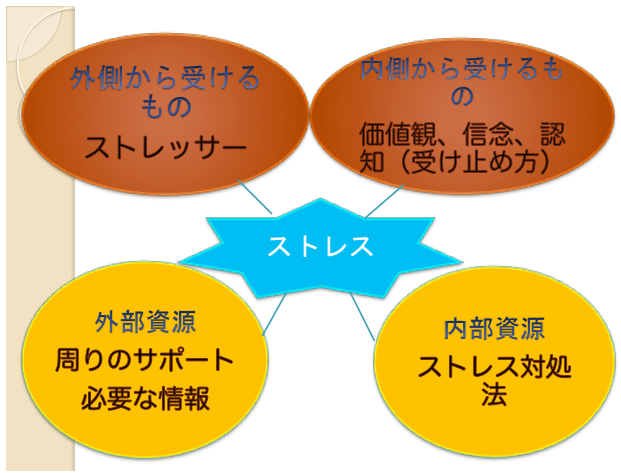 外側から受ける
もの
ストレッサー
内側から受けるも
の
価値観、信念、認
知（受け止め方）
ストレス
外部資源
周りのサポート
必要な情報
内部資源
ストレス対処
法